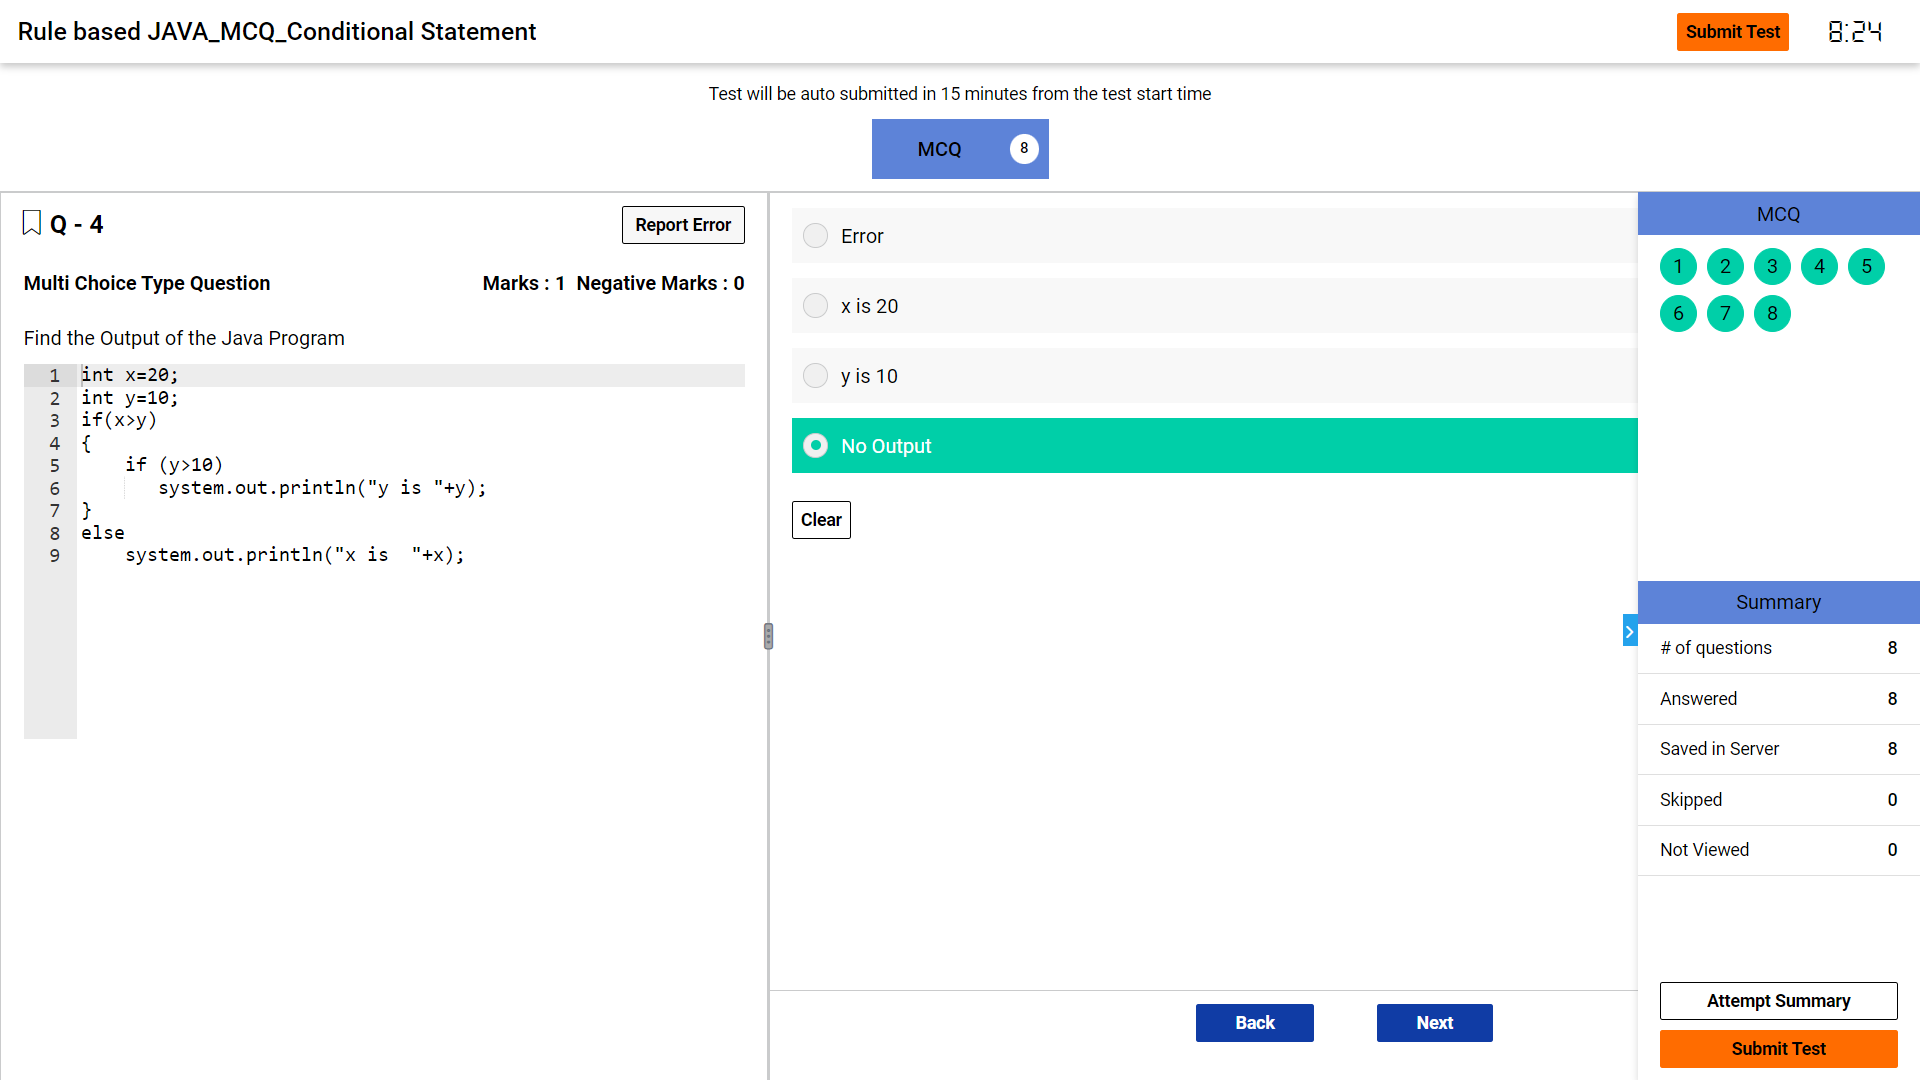 Rule based JAVA_MCQ_Conditional Statement
Submit Test
8:24
Test will be auto submitted in 15 minutes from the test start time
MCQ 8
Q - 4
Report Error
Multi Choice Type Question
Marks : 1 Negative Marks : 0
Find the Output of the Java Program
1 int x=20;
2 int y=10;
3 if(x>y)
4 {
5     if (y>10)
6        system.out.println("y is "+y);
7 }
8 else
9     system.out.println("x is  "+x);
Error
x is 20
y is 10
No Output
Clear
Back
Next
MCQ
1 2 3 4 5
6 7 8
Summary
# of questions 8
Answered 8
Saved in Server 8
Skipped 0
Not Viewed 0
Attempt Summary
Submit Test